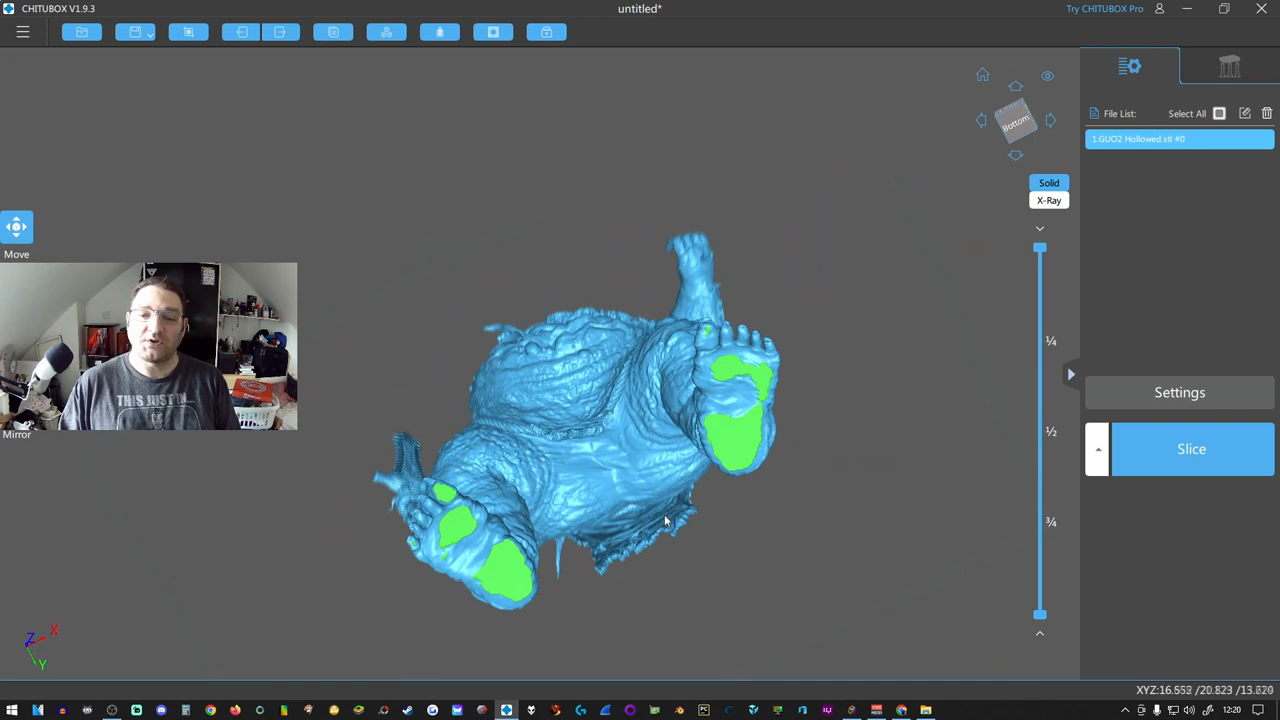 CHITUBOX V1.9.3
untitled*
Try CHITUBOX Pro
File List:
Select All
1.GUO2 Hollowed.stl #0
Bottom
Solid
X-Ray
Move
THIS JUST IN...
Mirror
1/4
1/2
3/4
Settings
Slice
Z
X
Y
XYZ:16.553 /20.823 /13.820
12:20